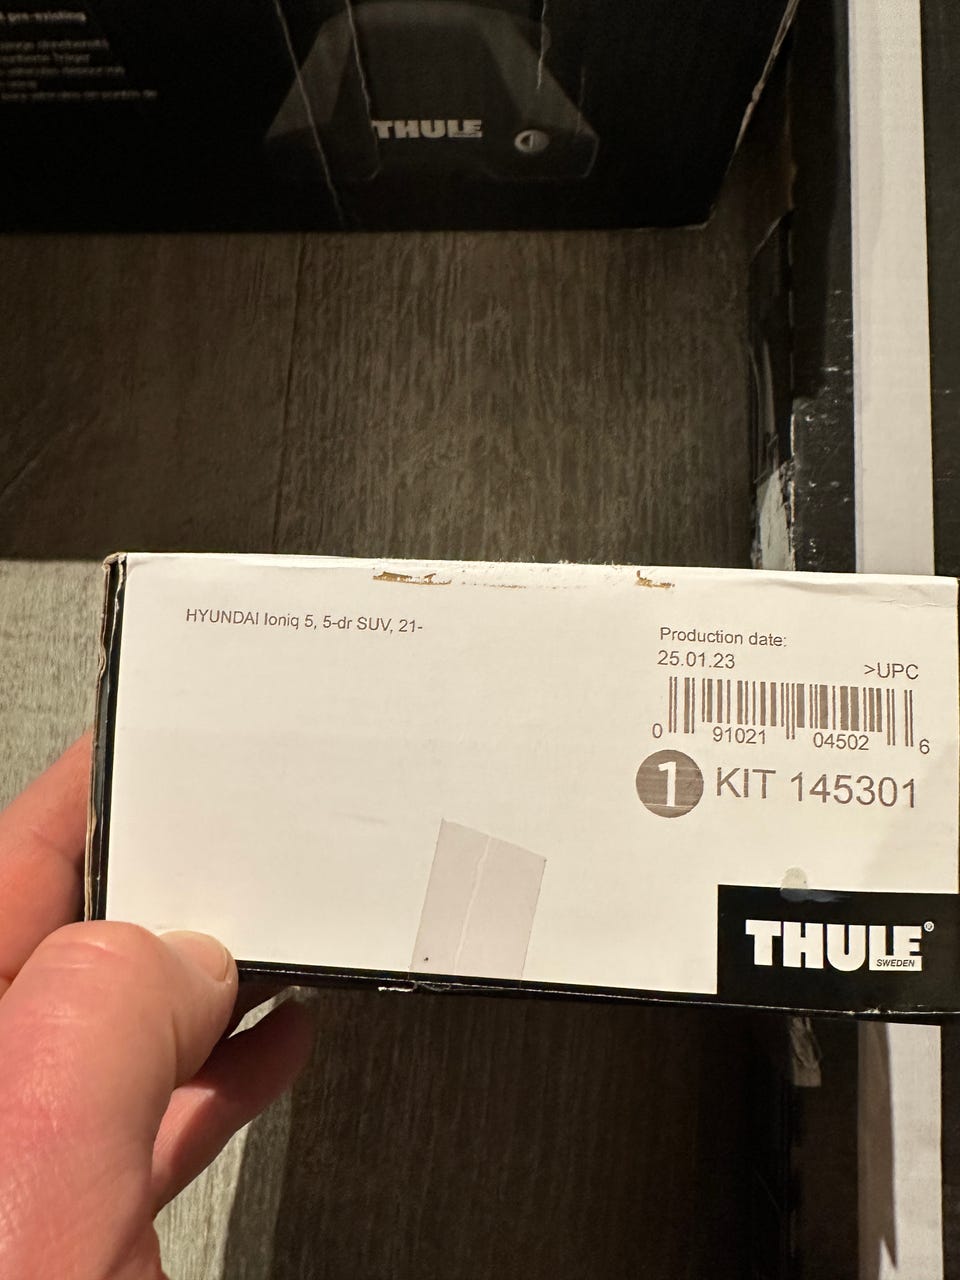 THULE
HYUNDAI Ioniq 5, 5-dr SUV, 21-
Production date:
25.01.23
>UPC
0 91021 04502 6
1 KIT 145301
THULE®
SWEDEN